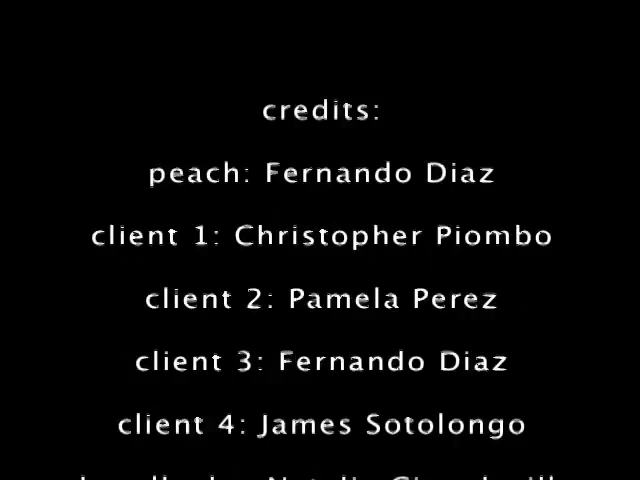 credits:
peach: Fernando Diaz
client 1: Christopher Piombo
client 2: Pamela Perez
client 3: Fernando Diaz
client 4: James Sotolongo